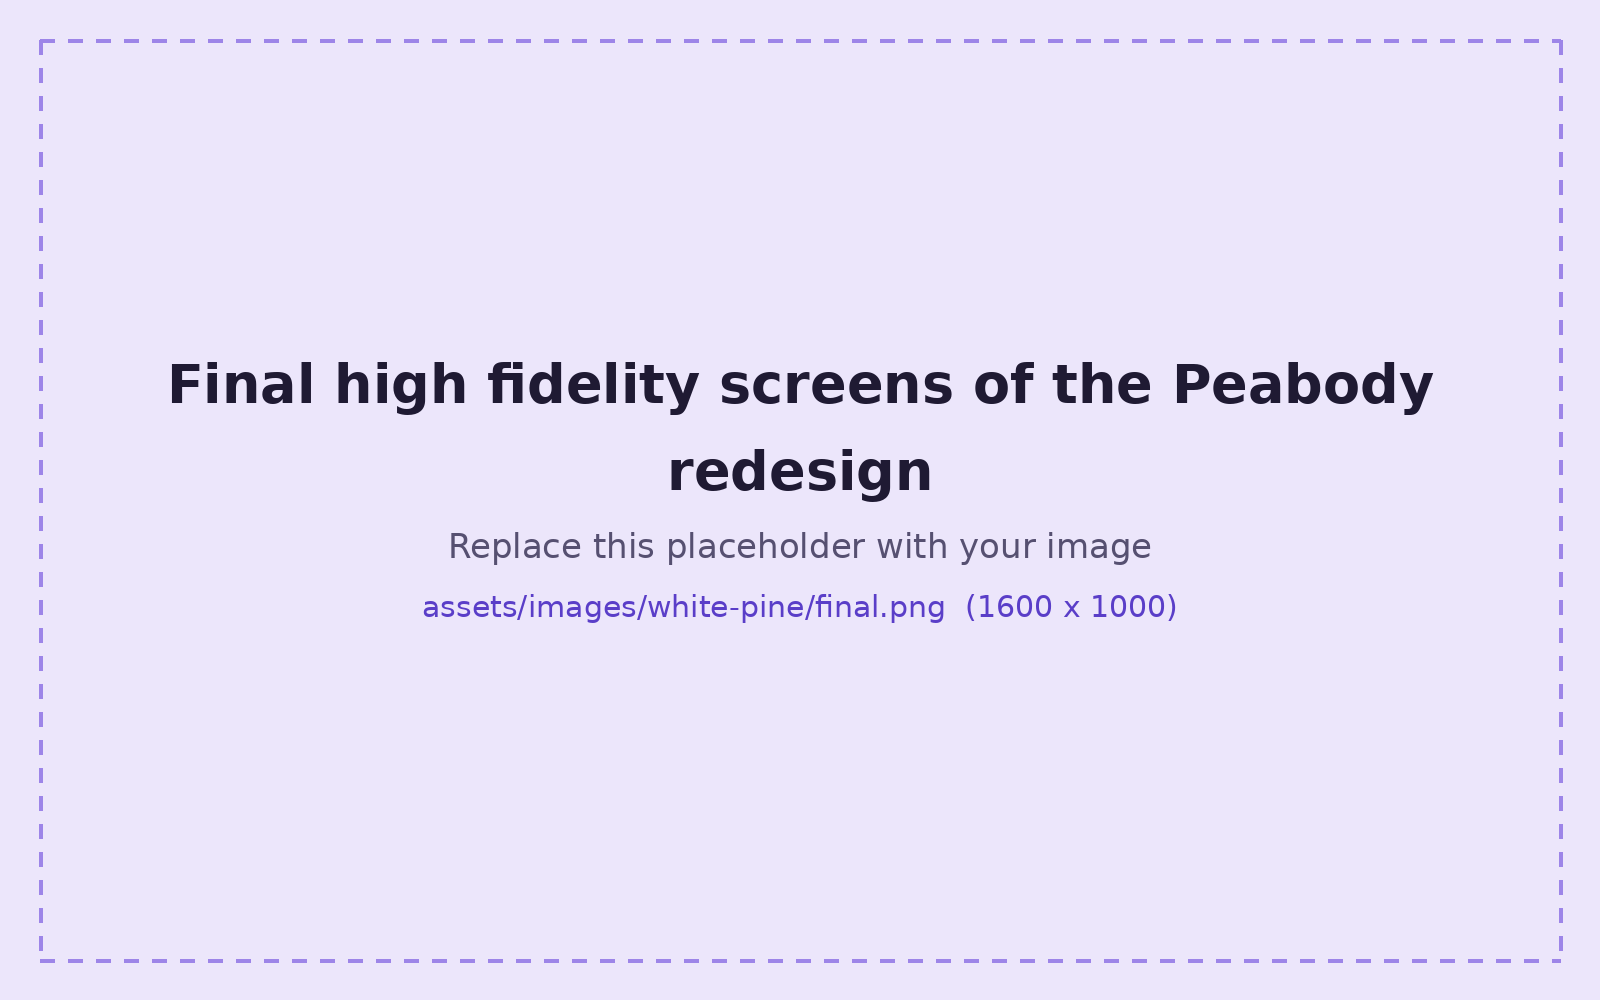 Final high fidelity screens of the Peabody
redesign
Replace this placeholder with your image
assets/images/white-pine/final.png (1600 x 1000)